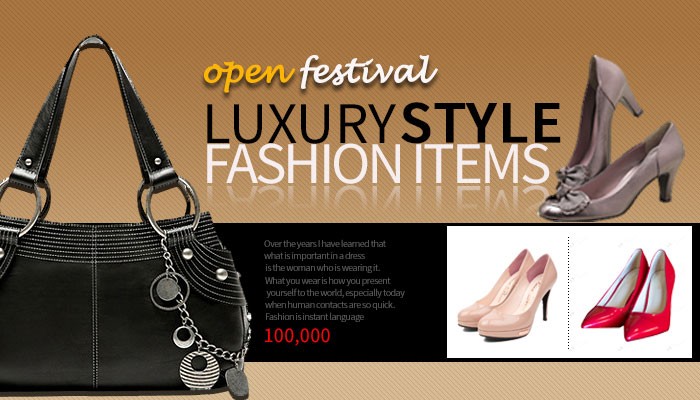 open festival
LUXURY STYLE
FASHION ITEMS
Over the years I have learned that
what is important in a dress
is the woman who is wearing it.
What you wear is how you present
yourself to the world, especially today
when human contacts are so quick.
Fashion is instant language
100,000